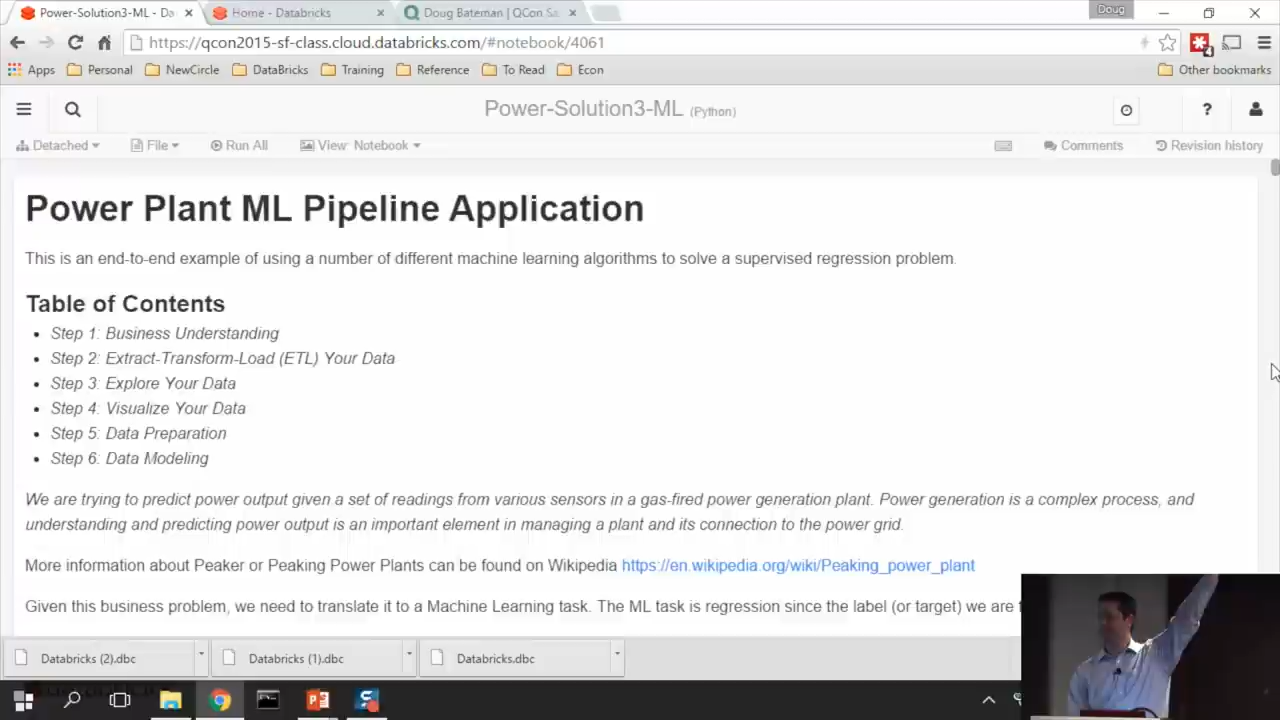 Power-Solution3-ML - Da
Home - Databricks
Doug Bateman | QCon Sa
Doug
https://qcon2015-sf-class.cloud.databricks.com/#notebook/4061
4
Apps Personal NewCircle DataBricks Training Reference To Read Econ Other bookmarks
Power-Solution3-ML (Python)
?
Detached File Run All View: Notebook Comments Revision history
Power Plant ML Pipeline Application
This is an end-to-end example of using a number of different machine learning algorithms to solve a supervised regression problem.
Table of Contents
• Step 1: Business Understanding
• Step 2: Extract-Transform-Load (ETL) Your Data
• Step 3: Explore Your Data
• Step 4: Visualize Your Data
• Step 5: Data Preparation
• Step 6: Data Modeling
We are trying to predict power output given a set of readings from various sensors in a gas-fired power generation plant. Power generation is a complex process, and
understanding and predicting power output is an important element in managing a plant and its connection to the power grid.
More information about Peaker or Peaking Power Plants can be found on Wikipedia https://en.wikipedia.org/wiki/Peaking_power_plant
Given this business problem, we need to translate it to a Machine Learning task. The ML task is regression since the label (or target) we are
Databricks (2).dbc
Databricks (1).dbc
Databricks.dbc